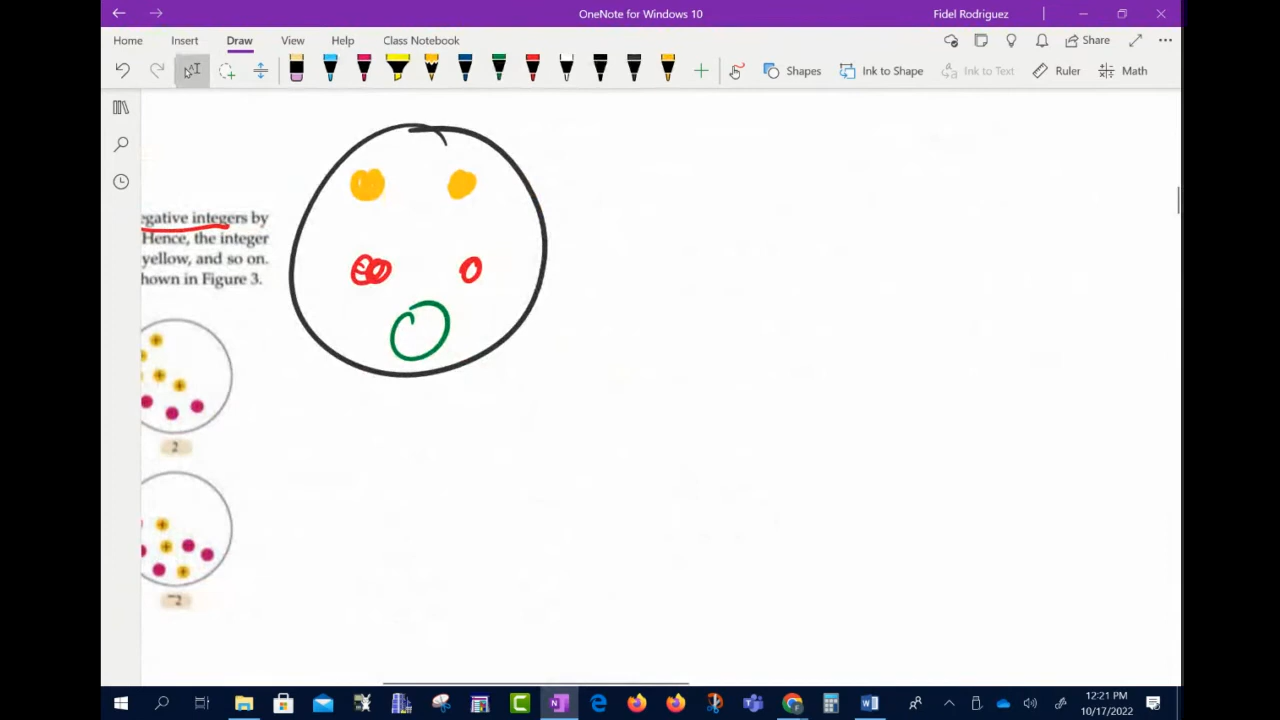 OneNote for Windows 10
Fidel Rodriguez
Home Insert Draw View Help Class Notebook
Share
Shapes Ink to Shape Ink to Text Ruler Math
egative integers by
Hence, the integer
yellow, and so on.
hown in Figure 3.
2
-2
12:21 PM
10/17/2022